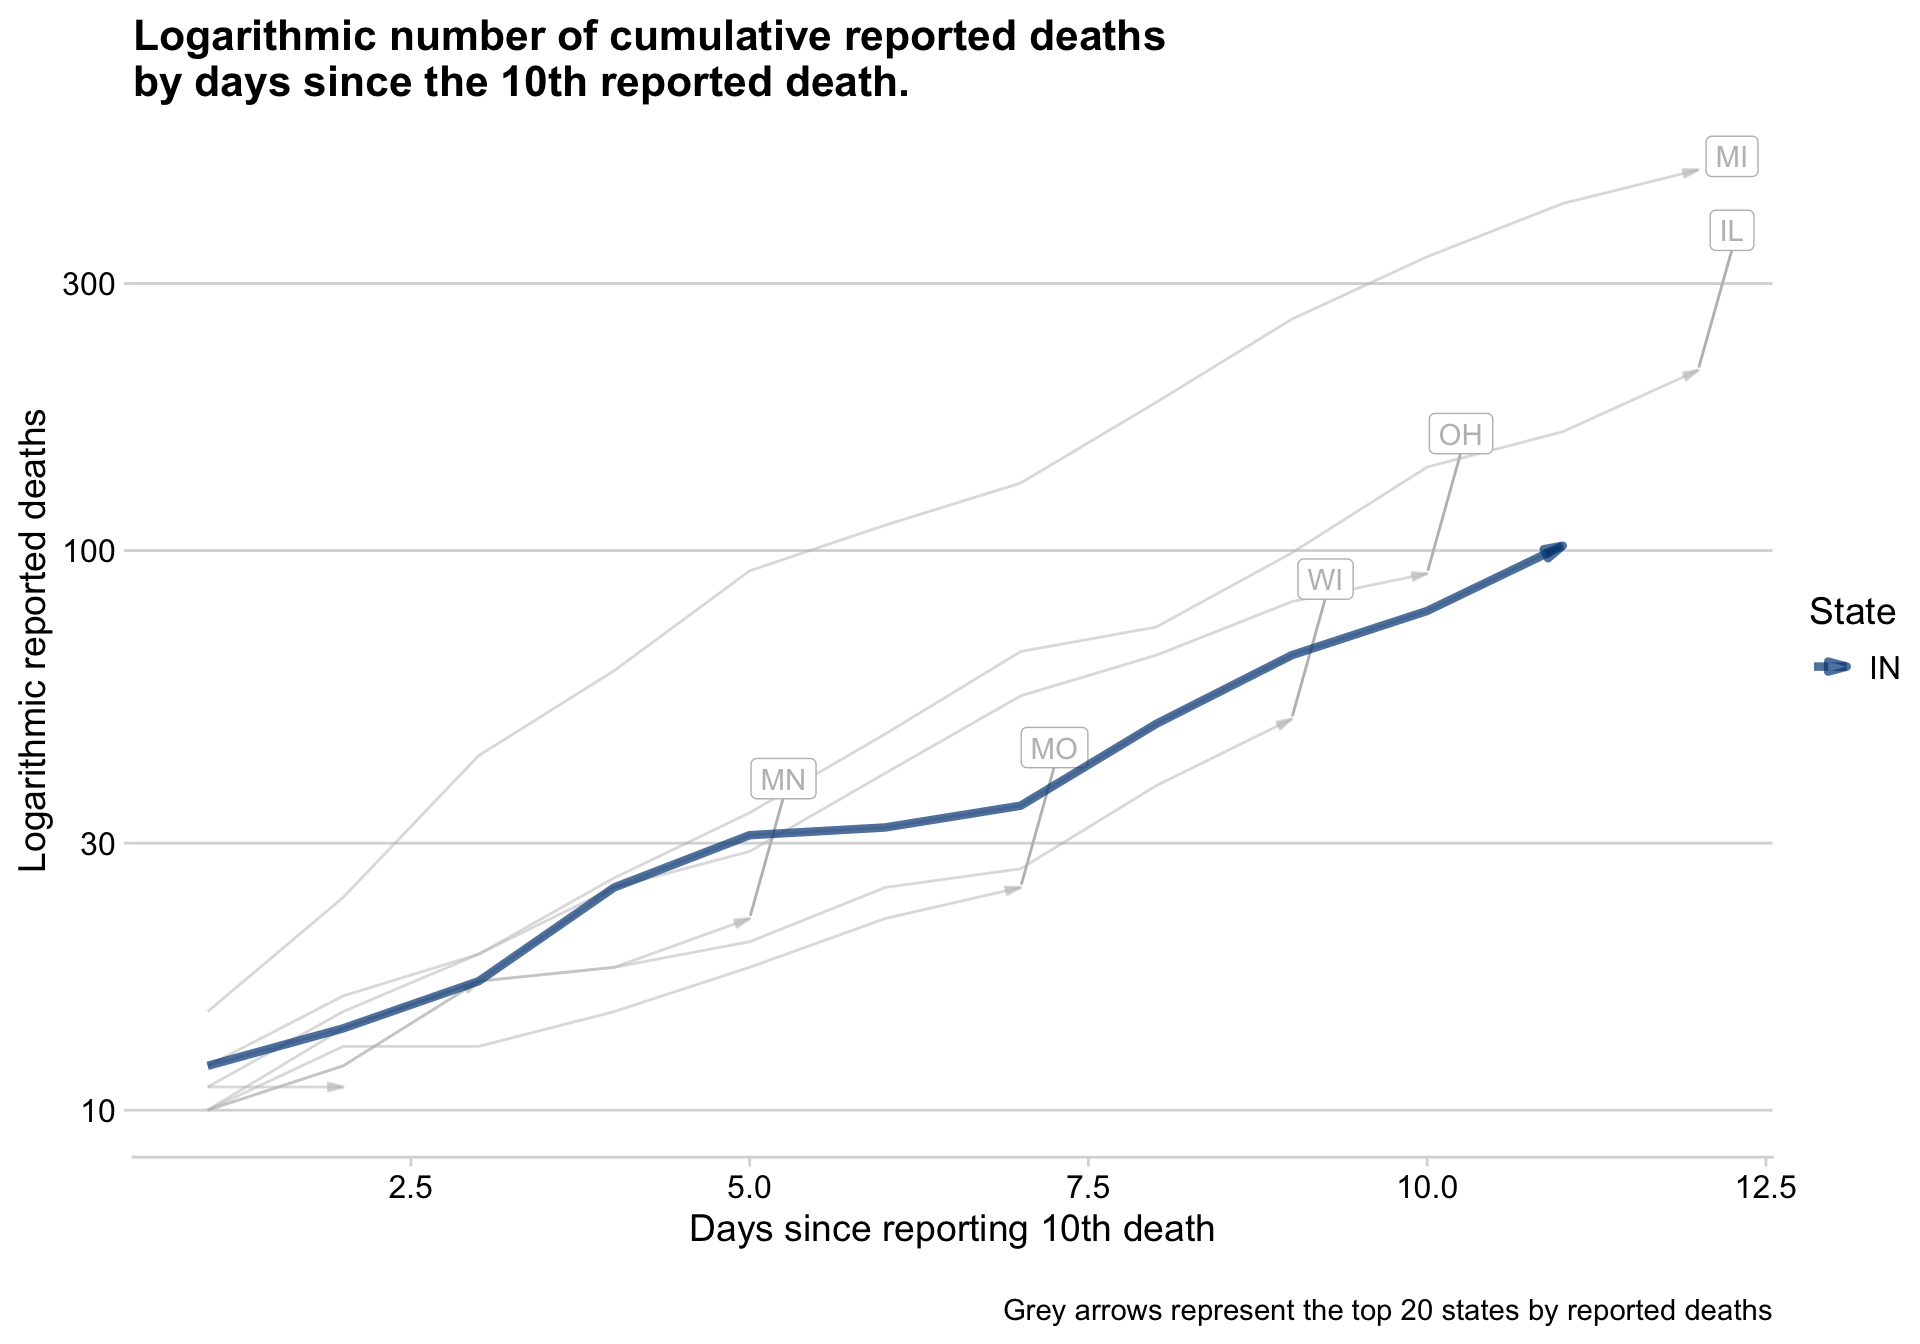 Logarithmic number of cumulative reported deaths
by days since the 10th reported death.
MI
IL
300
OH
100
WI
MO
MN
30
10
Logarithmic reported deaths
State
IN
2.5 5.0 7.5 10.0 12.5
Days since reporting 10th death
Grey arrows represent the top 20 states by reported deaths